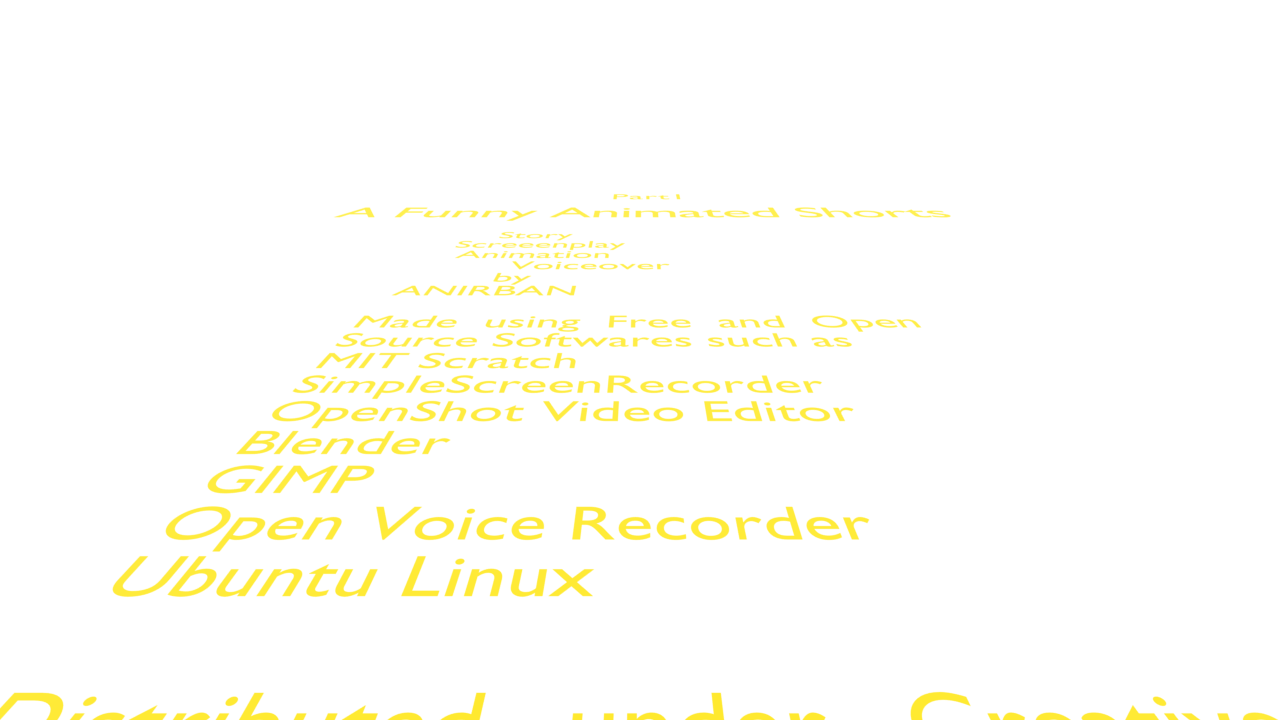 Part1
A Funny Animated Shorts
Story
Screeenplay
Animation
Voiceover
by
ANIRBAN
Made using Free and Open
Source Softwares such as
MIT Scratch
SimpleScreenRecorder
OpenShot Video Editor
Blender
GIMP
Open Voice Recorder
Ubuntu Linux
Distributed under Creative